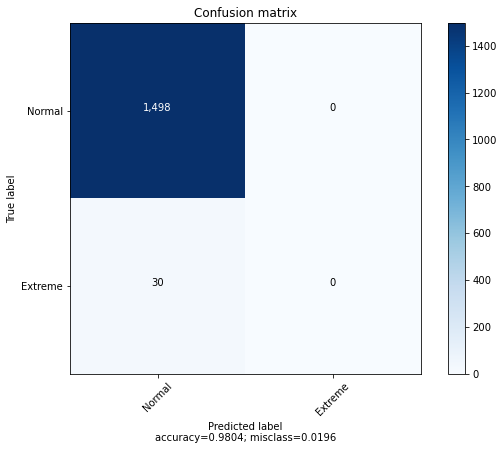 Confusion matrix
Normal
Extreme
True label
1,498
0
30
0
Normal
Extreme
Predicted label
accuracy=0.9804; misclass=0.0196
1400
1200
1000
800
600
400
200
0